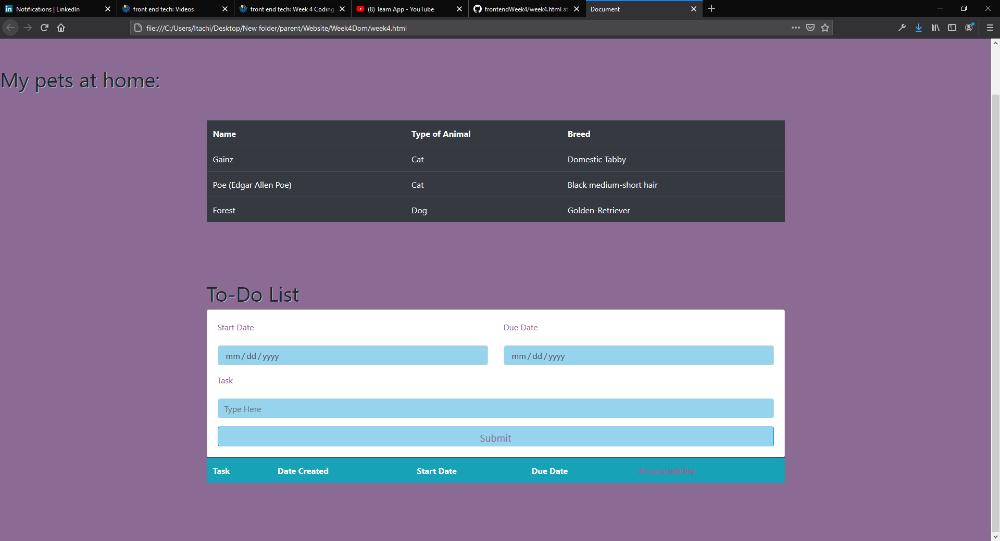 Notifications | LinkedIn
front end tech: Videos
front end tech: Week 4 Coding
(8) Team App - YouTube
frontendWeek4/week4.html at
Document
file:///C:/Users/Itachi/Desktop/New folder/parent/Website/Week4Dom/week4.html
My pets at home:
Name Type of Animal Breed
Gainz Cat Domestic Tabby
Poe (Edgar Allen Poe) Cat Black medium-short hair
Forest Dog Golden-Retriever
To-Do List
Start Date Due Date
mm / dd / yyyy mm / dd / yyyy
Task
Type Here
Submit
Task Date Created Start Date Due Date Accountability